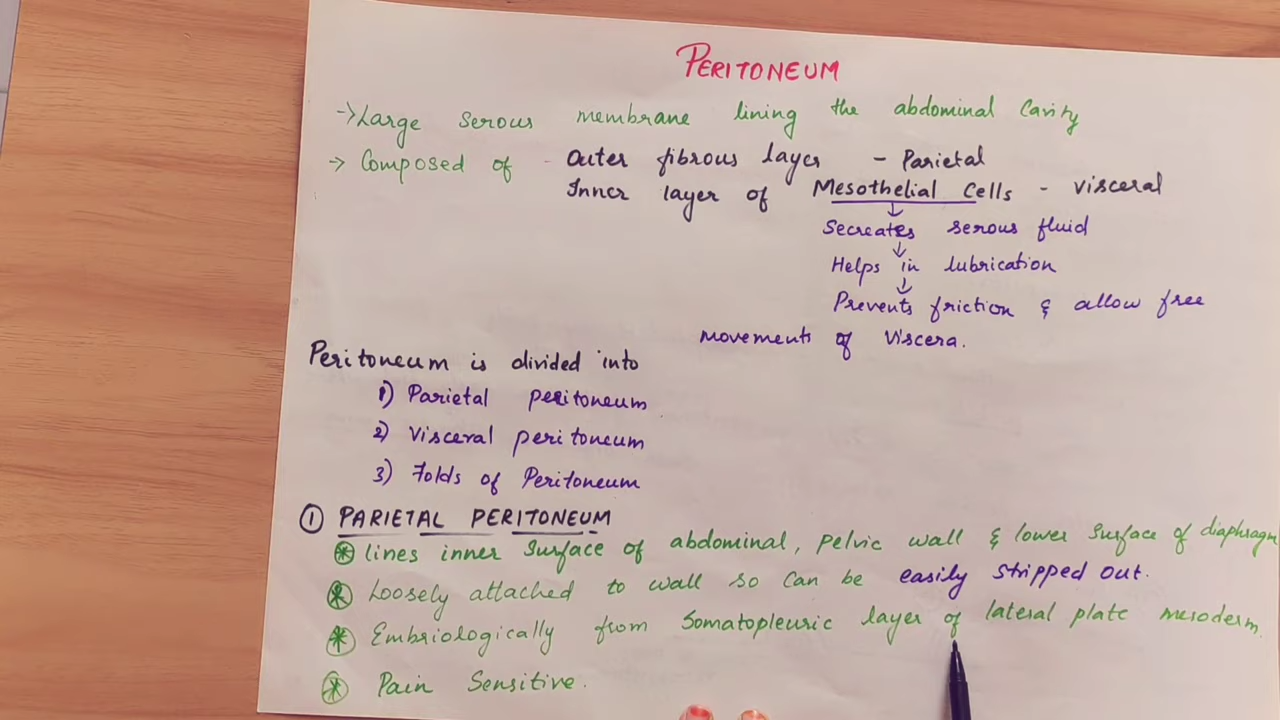 PERITONEUM
→ Large serous membrane lining the abdominal Cavity
→ Composed of - Outer fibrous layer - Parietal
Inner layer of Mesothelial Cells - visceral
↓
Secreates serous fluid
↓
Helps in lubrication
↓
Prevents friction & allow free
movements of viscera.
Peritoneum is divided into
1) Parietal peritoneum
2) Visceral peritoneum
3) Folds of Peritoneum
① PARIETAL PERITONEUM
* lines inner surface of abdominal, pelvic wall & lower surface of diaphragm
* Loosely attached to wall so can be easily stripped out.
* Embriologically from Somatopleuric layer of lateral plate mesoderm.
* Pain Sensitive.